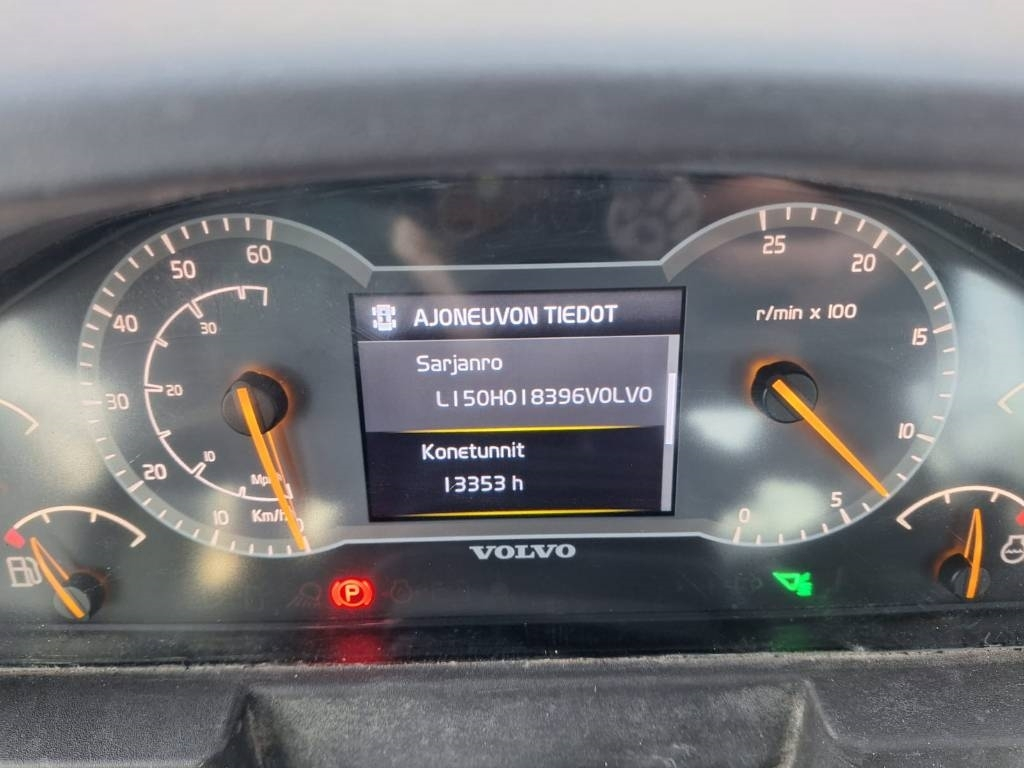 AJONEUVON TIEDOT
Sarjanro
L150H018396VOLVO
Konetunnit
13353 h
60
50
40
30
20
10
0
30
20
10
Km/h
25
20
15
10
5
0
r/min x 100
VOLVO
P